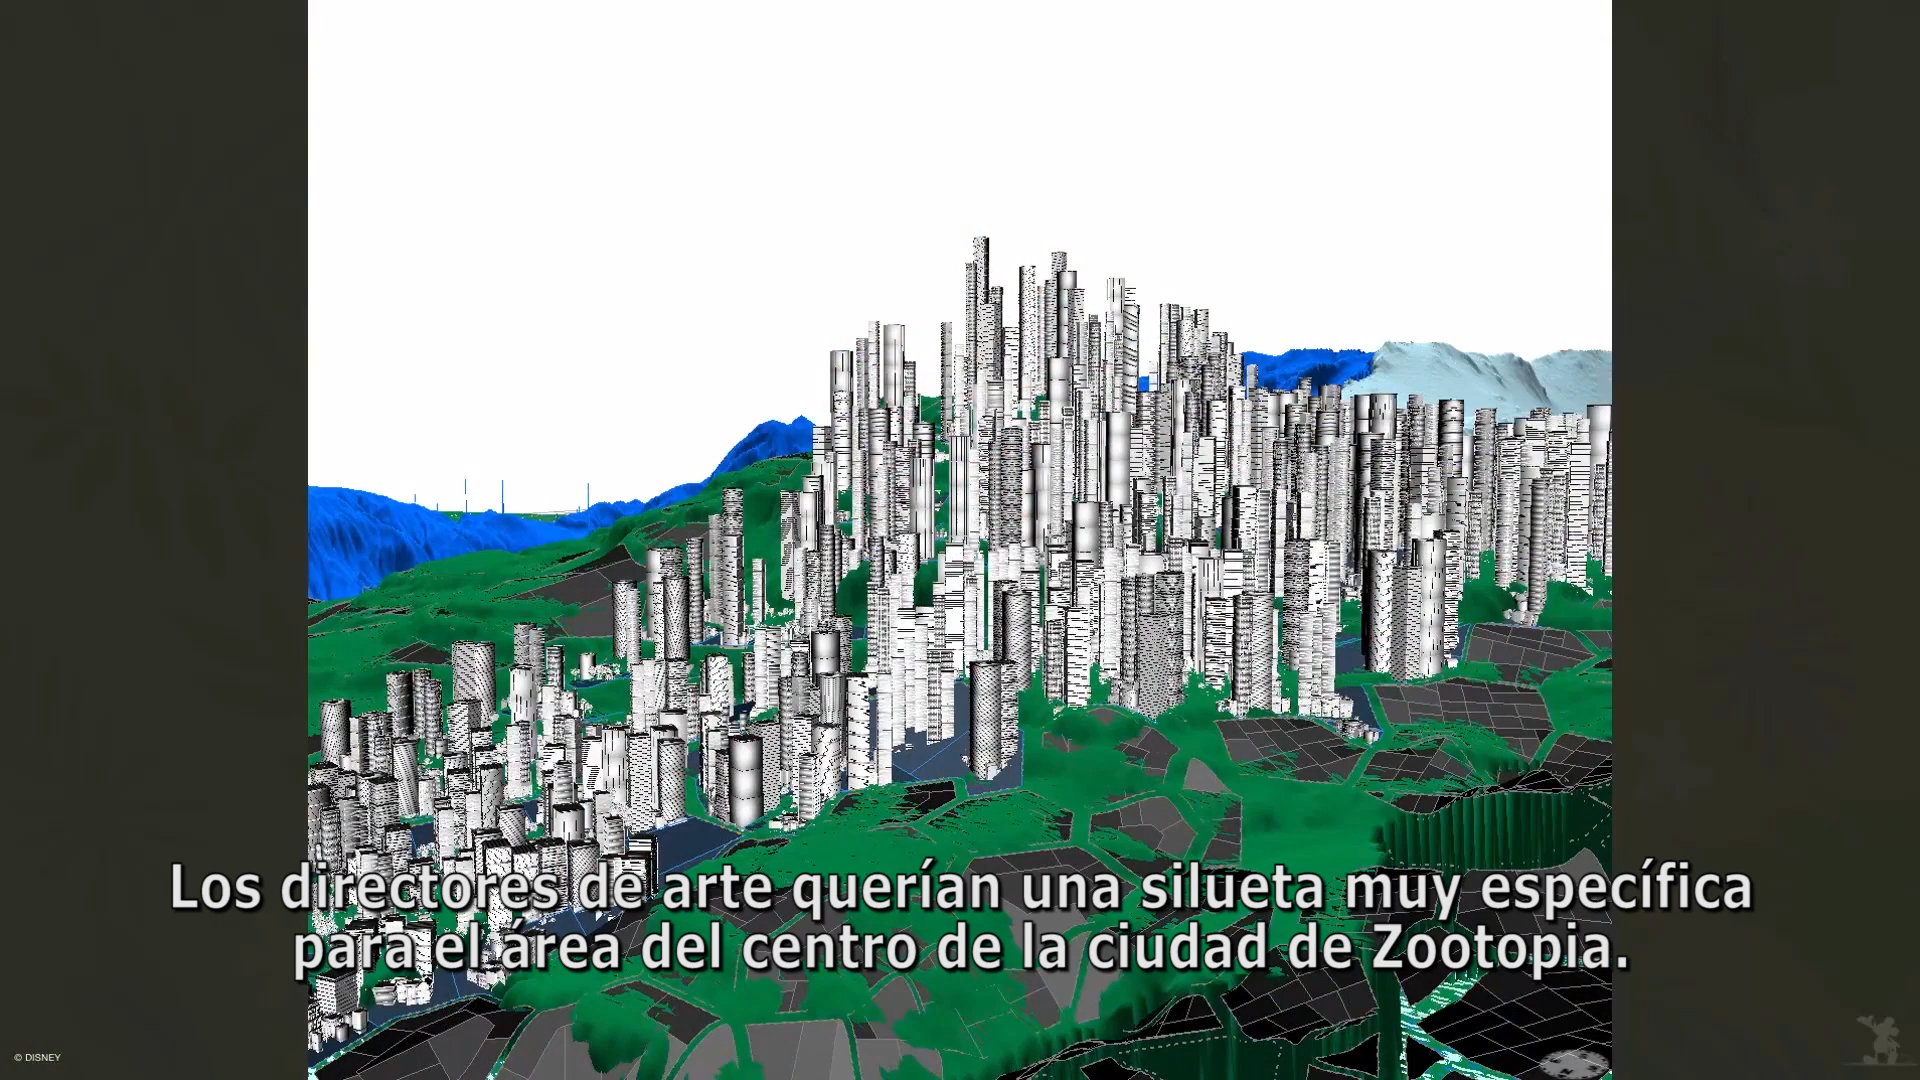 Los directores de arte querían una silueta muy específica
para el área del centro de la ciudad de Zootopia.
© DISNEY